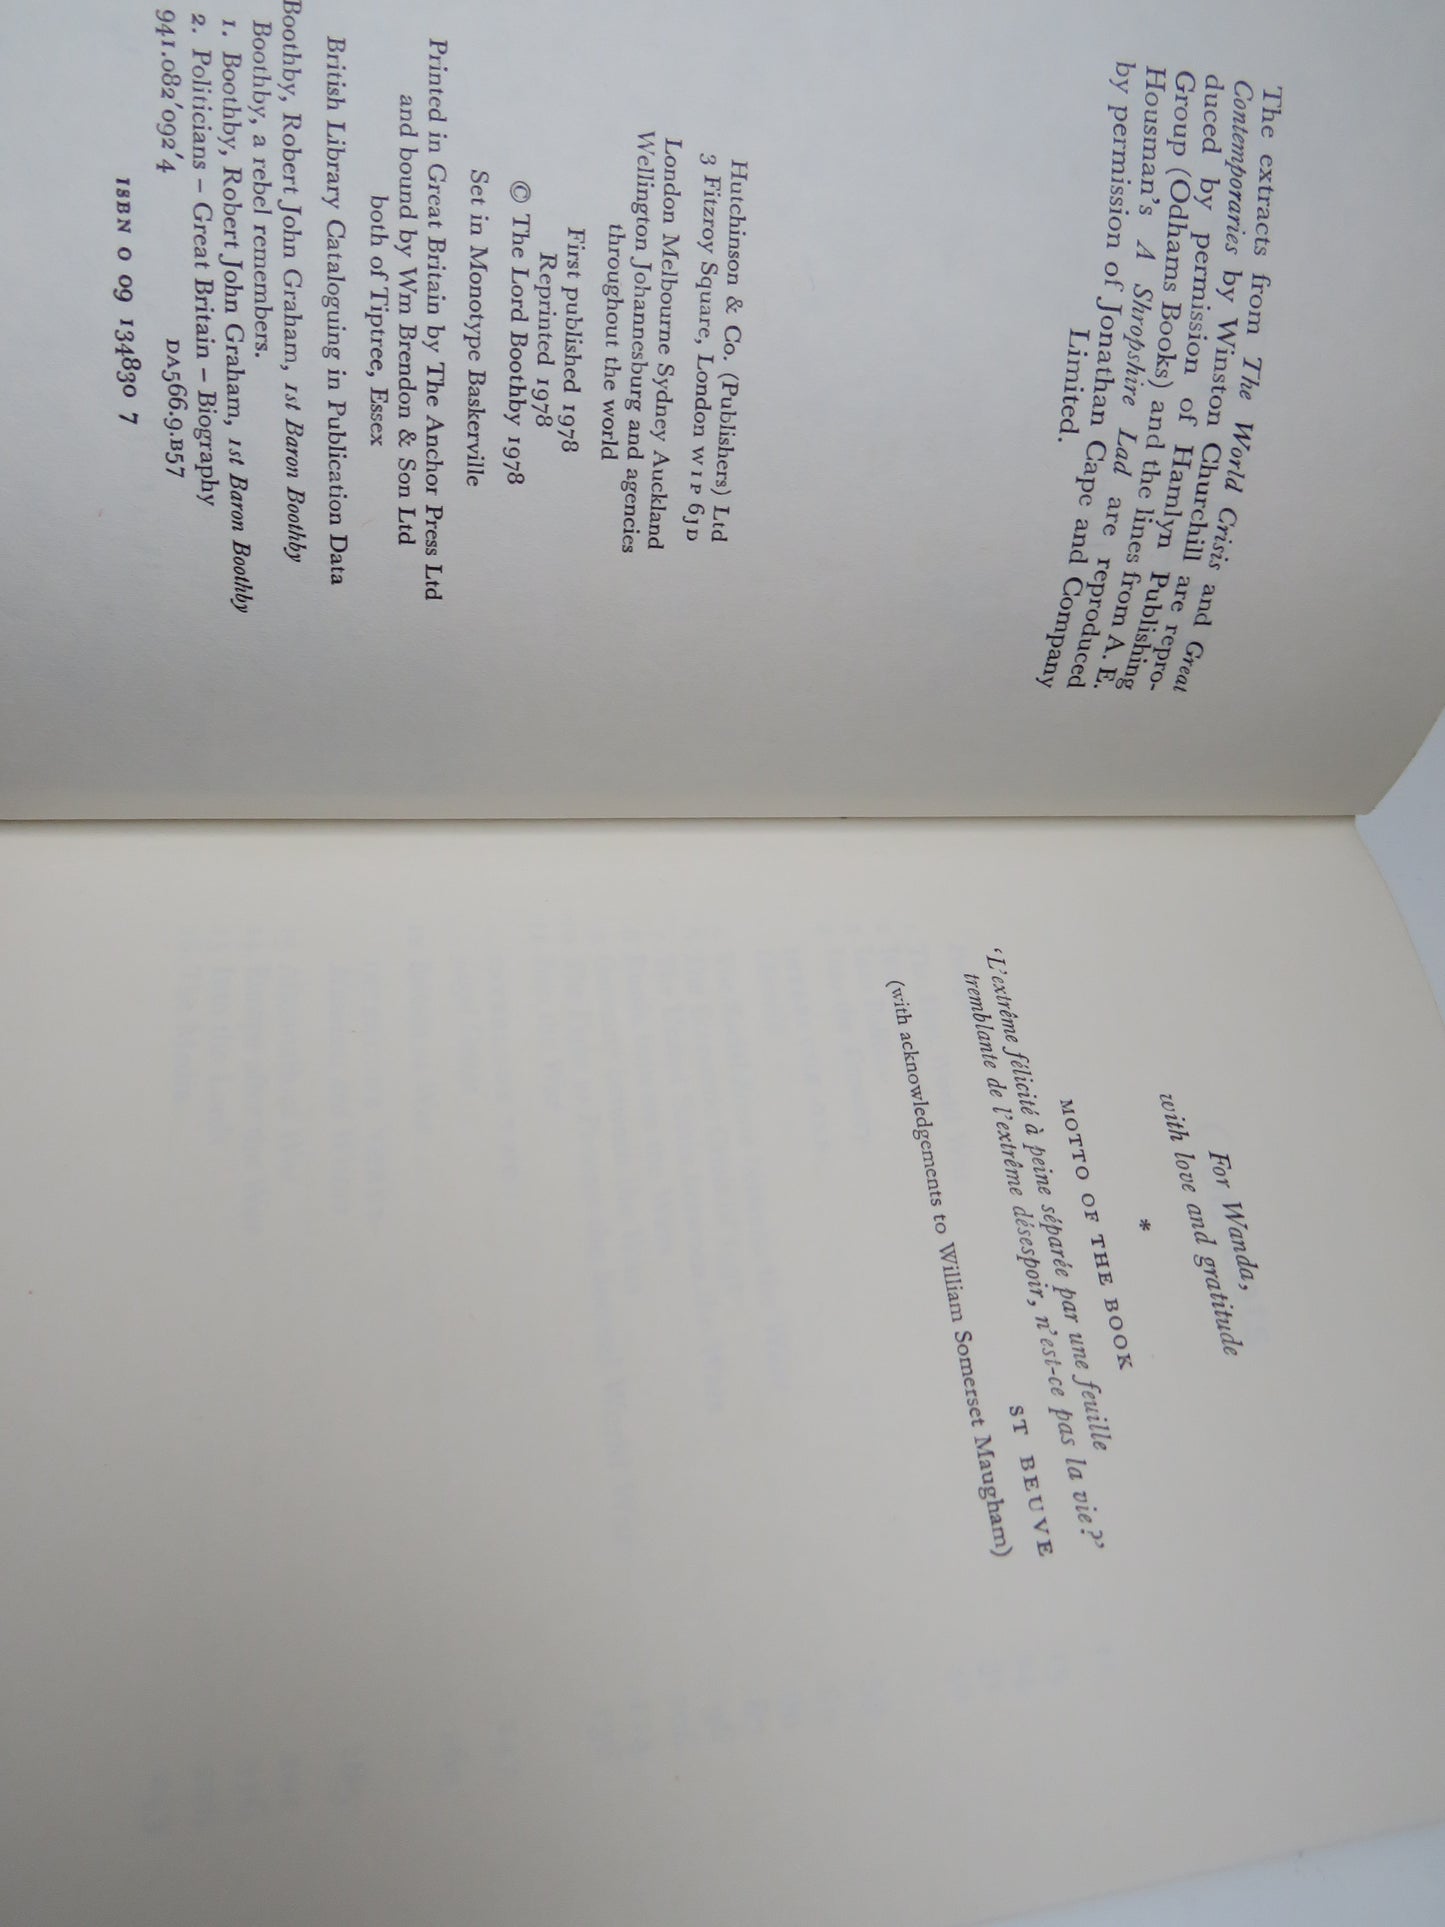 The extracts from The World Crisis and Great
Contemporaries by Winston Churchill are repro-
duced by permission of Hamlyn Publishing
Group (Odhams Books) and the lines from A. E.
Housman's A Shropshire Lad are reproduced
by permission of Jonathan Cape and Company
Limited.
Hutchinson & Co. (Publishers) Ltd
3 Fitzroy Square, London W1P 6JD
London Melbourne Sydney Auckland
Wellington Johannesburg and agencies
throughout the world
First published 1978
Reprinted 1978
© The Lord Boothby 1978
Set in Monotype Baskerville
Printed in Great Britain by The Anchor Press Ltd
and bound by Wm Brendon & Son Ltd
both of Tiptree, Essex
British Library Cataloguing in Publication Data
Boothby, Robert John Graham, 1st Baron Boothby
Boothby, a rebel remembers.
1. Boothby, Robert John Graham, 1st Baron Boothby
2. Politicians – Great Britain – Biography
941.082'092'4 DA566.9.B57
ISBN 0 09 134830 7
For Wanda,
with love and gratitude
*
MOTTO OF THE BOOK
'L'extrême félicité à peine séparée par une feuille
tremblante de l'extrême désespoir, n'est-ce pas la vie?'
ST BEUVE
(with acknowledgements to William Somerset Maugham)